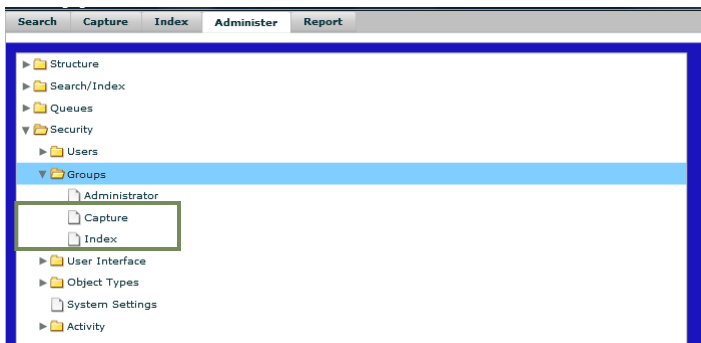 Search Capture Index Administer Report
Structure
Search/Index
Queues
Security
Users
Groups
Administrator
Capture
Index
User Interface
Object Types
System Settings
Activity